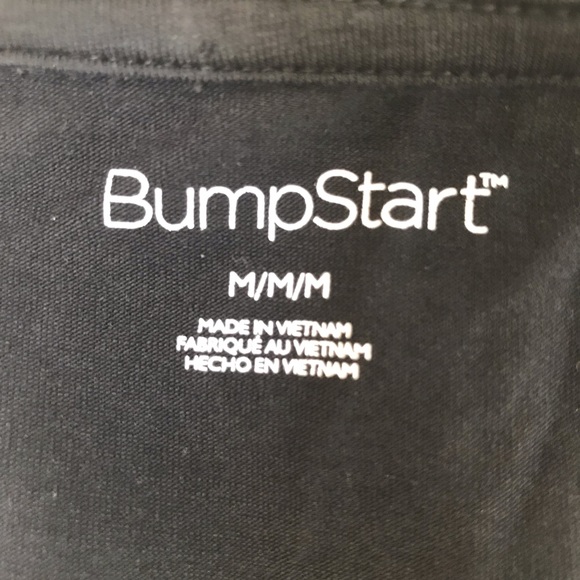 BumpStart™
M/M/M
MADE IN VIETNAM
FABRIQUÉ AU VIETNAM
HECHO EN VIETNAM